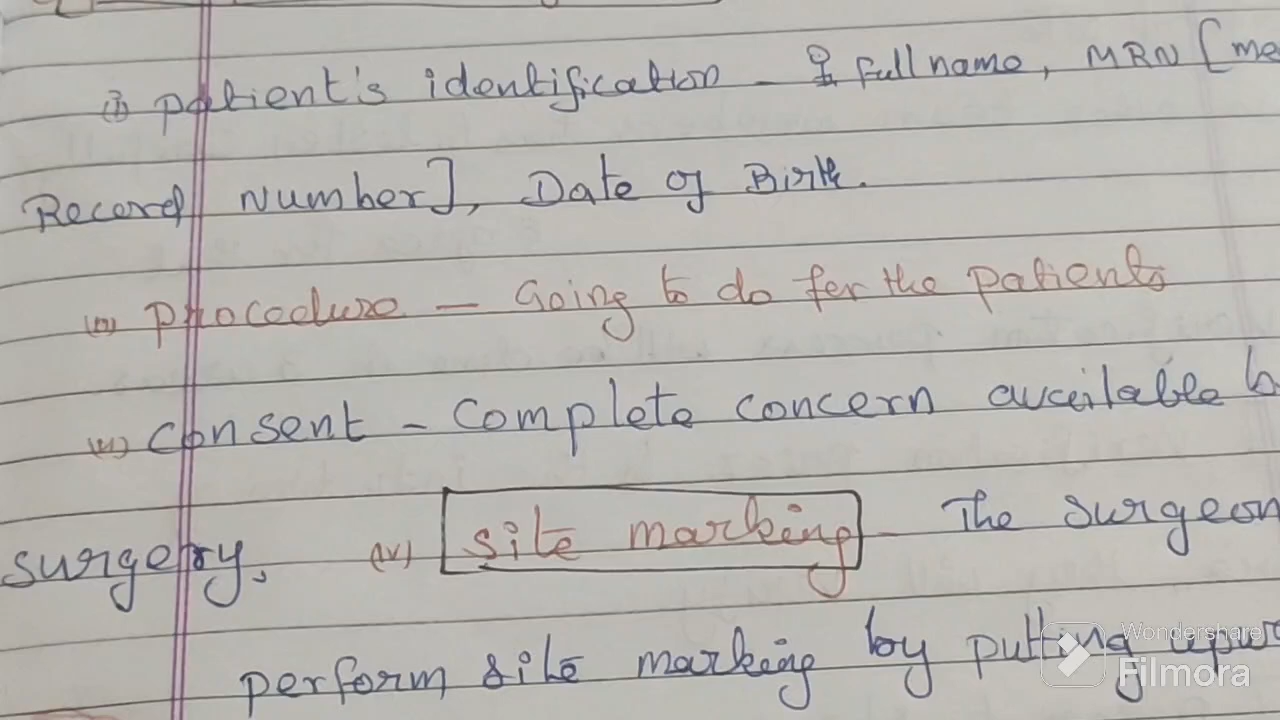 (i) patient's identification - Full name, MRN [me
Record Number], Date of Birth.
(ii) procedure - Going to do for the patients
(iii) Consent - Complete concern available b
surgery. (iv) site marking - The surgeon
perform site marking by putting
Wondershare
Filmora